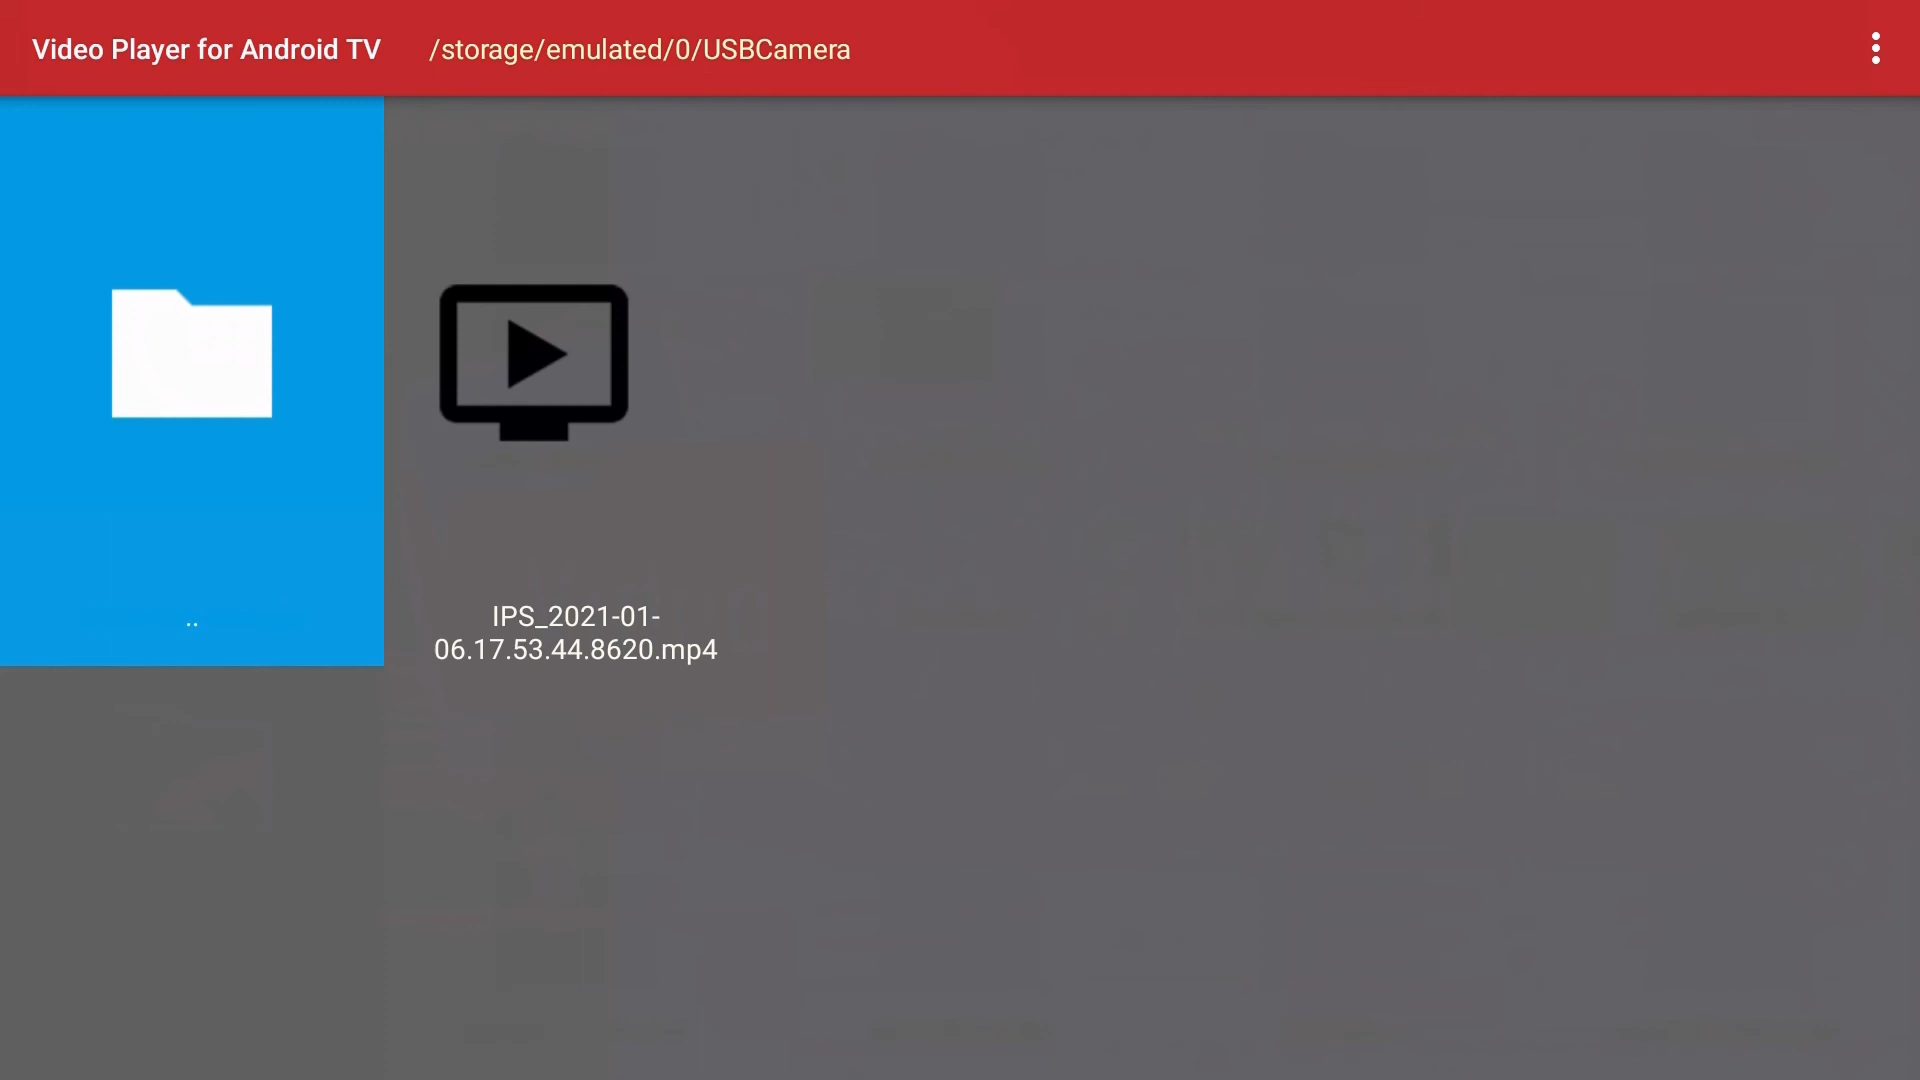 Video Player for Android TV /storage/emulated/0/USBCamera
..
IPS_2021-01-
06.17.53.44.8620.mp4